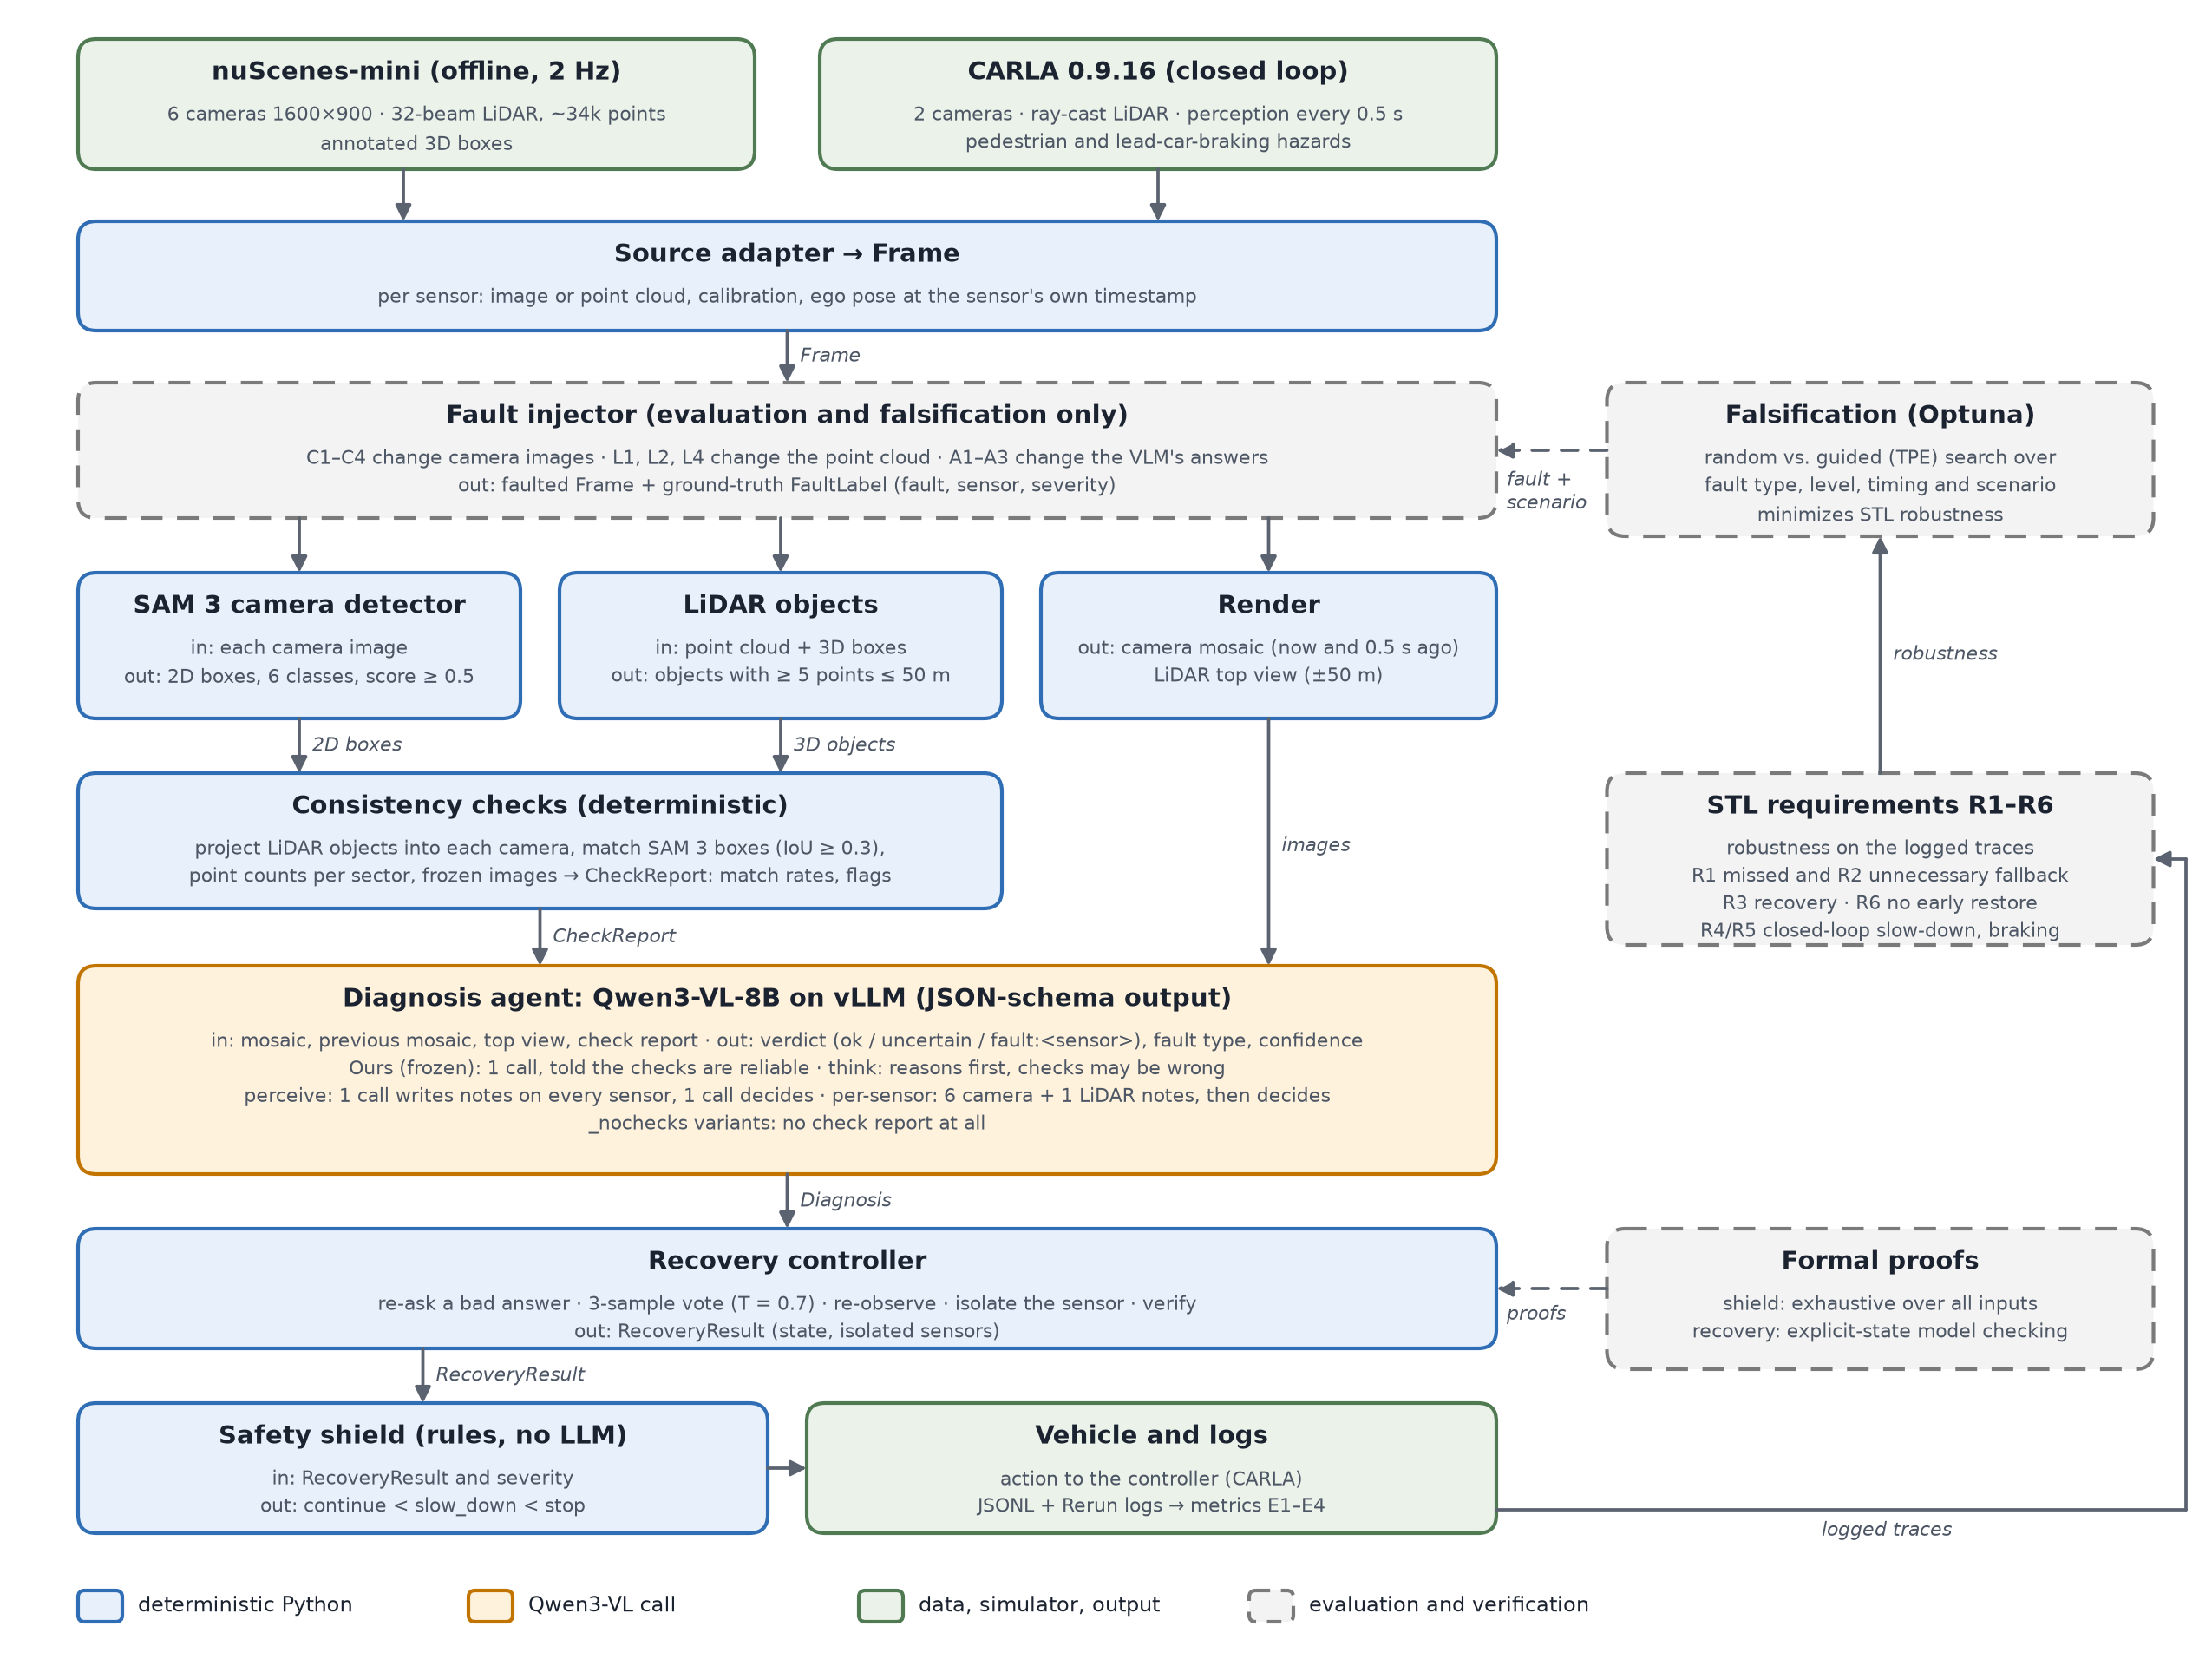 nuScenes-mini (offline, 2 Hz)
6 cameras 1600×900 · 32-beam LiDAR, ~34k points
annotated 3D boxes
CARLA 0.9.16 (closed loop)
2 cameras · ray-cast LiDAR · perception every 0.5 s
pedestrian and lead-car-braking hazards
Source adapter → Frame
per sensor: image or point cloud, calibration, ego pose at the sensor's own timestamp
Frame
Fault injector (evaluation and falsification only)
C1–C4 change camera images · L1, L2, L4 change the point cloud · A1–A3 change the VLM's answers
out: faulted Frame + ground-truth FaultLabel (fault, sensor, severity)
fault +
scenario
Falsification (Optuna)
random vs. guided (TPE) search over
fault type, level, timing and scenario
minimizes STL robustness
SAM 3 camera detector
in: each camera image
out: 2D boxes, 6 classes, score ≥ 0.5
LiDAR objects
in: point cloud + 3D boxes
out: objects with ≥ 5 points ≤ 50 m
Render
out: camera mosaic (now and 0.5 s ago)
LiDAR top view (±50 m)
robustness
2D boxes
3D objects
Consistency checks (deterministic)
project LiDAR objects into each camera, match SAM 3 boxes (IoU ≥ 0.3),
point counts per sector, frozen images → CheckReport: match rates, flags
images
STL requirements R1–R6
robustness on the logged traces
R1 missed and R2 unnecessary fallback
R3 recovery · R6 no early restore
R4/R5 closed-loop slow-down, braking
CheckReport
Diagnosis agent: Qwen3-VL-8B on vLLM (JSON-schema output)
in: mosaic, previous mosaic, top view, check report · out: verdict (ok / uncertain / fault:<sensor>), fault type, confidence
Ours (frozen): 1 call, told the checks are reliable · think: reasons first, checks may be wrong
perceive: 1 call writes notes on every sensor, 1 call decides · per-sensor: 6 camera + 1 LiDAR notes, then decides
_nochecks variants: no check report at all
Diagnosis
Recovery controller
re-ask a bad answer · 3-sample vote (T = 0.7) · re-observe · isolate the sensor · verify
out: RecoveryResult (state, isolated sensors)
proofs
Formal proofs
shield: exhaustive over all inputs
recovery: explicit-state model checking
RecoveryResult
Safety shield (rules, no LLM)
in: RecoveryResult and severity
out: continue < slow_down < stop
Vehicle and logs
action to the controller (CARLA)
JSONL + Rerun logs → metrics E1–E4
logged traces
deterministic Python
Qwen3-VL call
data, simulator, output
evaluation and verification